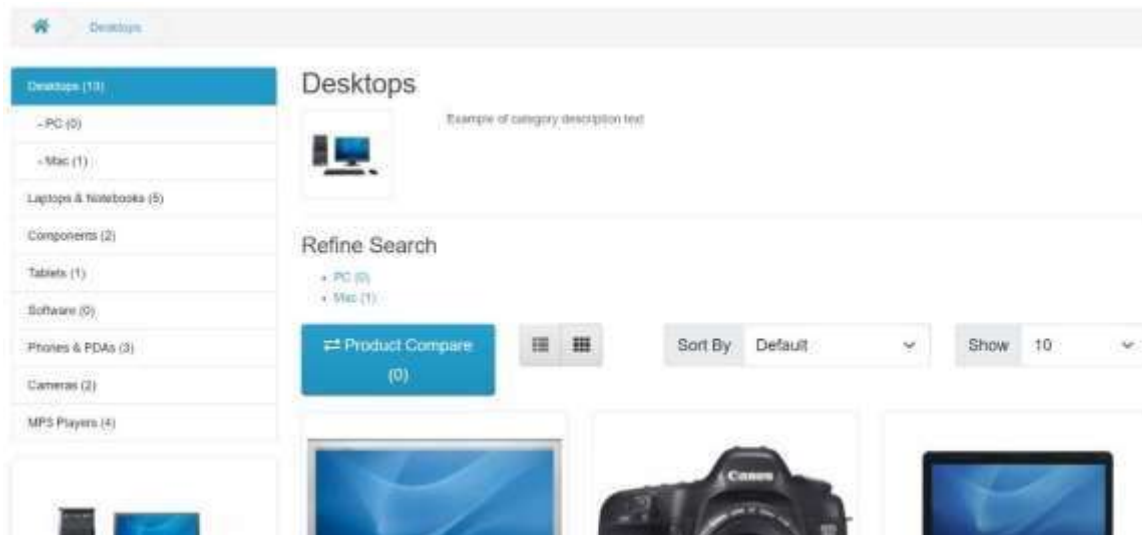 Desktops
Desktops (13)
- PC (0)
- Mac (1)
Laptops & Notebooks (5)
Components (2)
Tablets (1)
Software (0)
Phones & PDAs (3)
Cameras (2)
MP3 Players (4)
Desktops
Example of category description text
Refine Search
PC (0)
Mac (1)
Product Compare
(0)
Sort By Default
Show 10
Canon